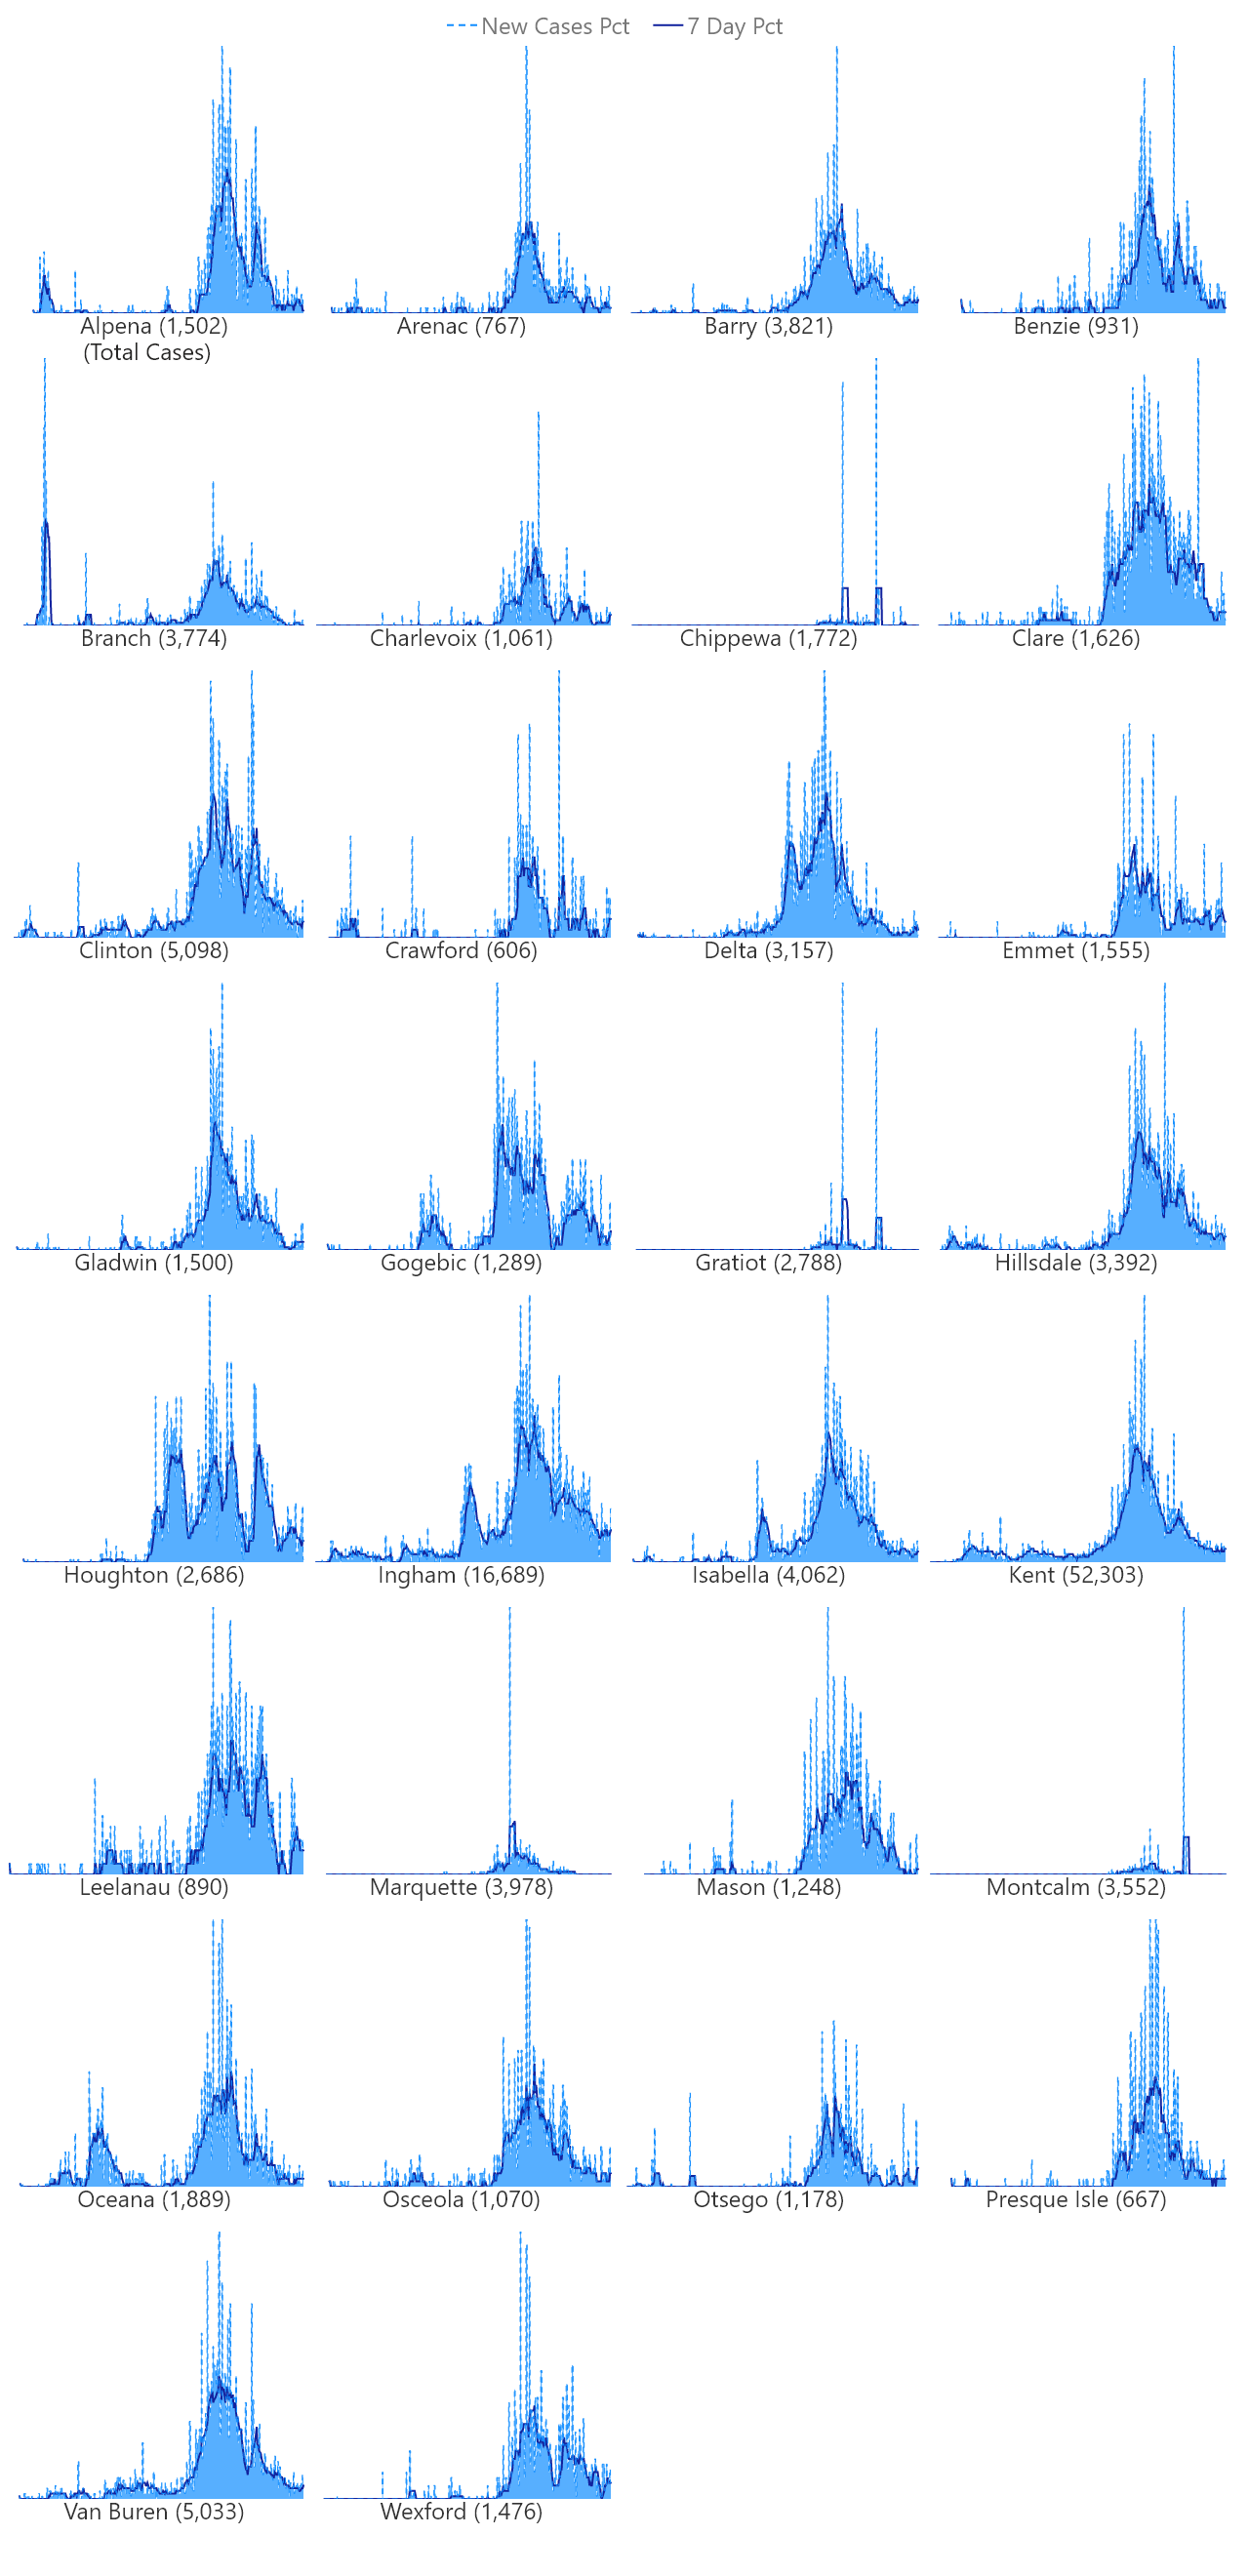 New Cases Pct 7 Day Pct
Alpena (1,502) Arenac (767) Barry (3,821) Benzie (931)
(Total Cases)
Branch (3,774) Charlevoix (1,061) Chippewa (1,772) Clare (1,626)
Clinton (5,098) Crawford (606) Delta (3,157) Emmet (1,555)
Gladwin (1,500) Gogebic (1,289) Gratiot (2,788) Hillsdale (3,392)
Houghton (2,686) Ingham (16,689) Isabella (4,062) Kent (52,303)
Leelanau (890) Marquette (3,978) Mason (1,248) Montcalm (3,552)
Oceana (1,889) Osceola (1,070) Otsego (1,178) Presque Isle (667)
Van Buren (5,033) Wexford (1,476)